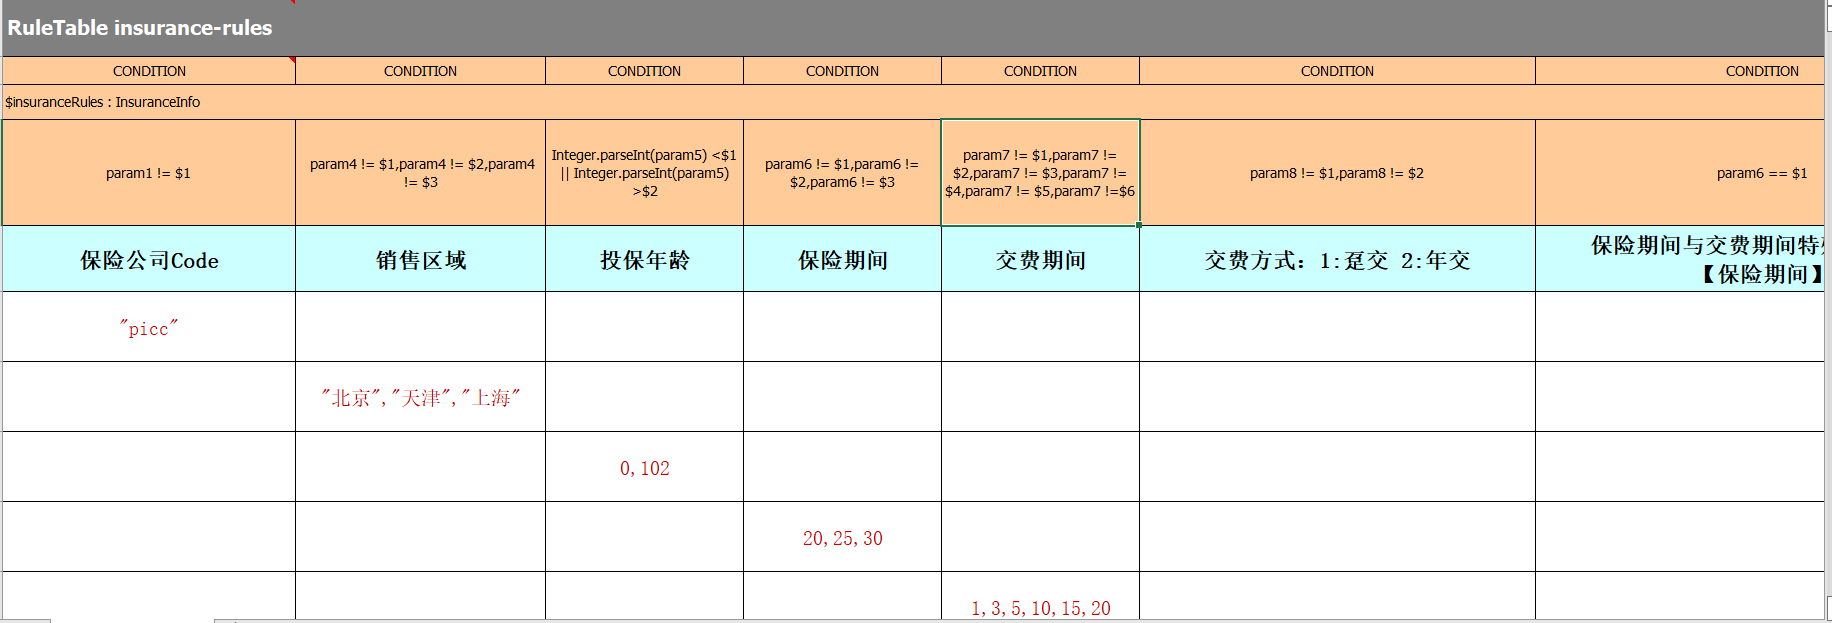 RuleTable insurance-rules
CONDITION
CONDITION
CONDITION
CONDITION
CONDITION
CONDITION
CONDITION
$insuranceRules : InsuranceInfo
param1 != $1
param4 != $1,param4 != $2,param4
!= $3
Integer.parseInt(param5) <$1
|| Integer.parseInt(param5)
>$2
param6 != $1,param6 !=
$2,param6 != $3
param7 != $1,param7 !=
$2,param7 != $3,param7 !=
$4,param7 != $5,param7 !=$6
param8 != $1,param8 != $2
param6 == $1
保险公司Code
销售区域
投保年龄
保险期间
交费期间
交费方式: 1:趸交 2:年交
保险期间与交费期间特
【保险期间】
"picc"
"北京","天津","上海"
0,102
20,25,30
1,3,5,10,15,20